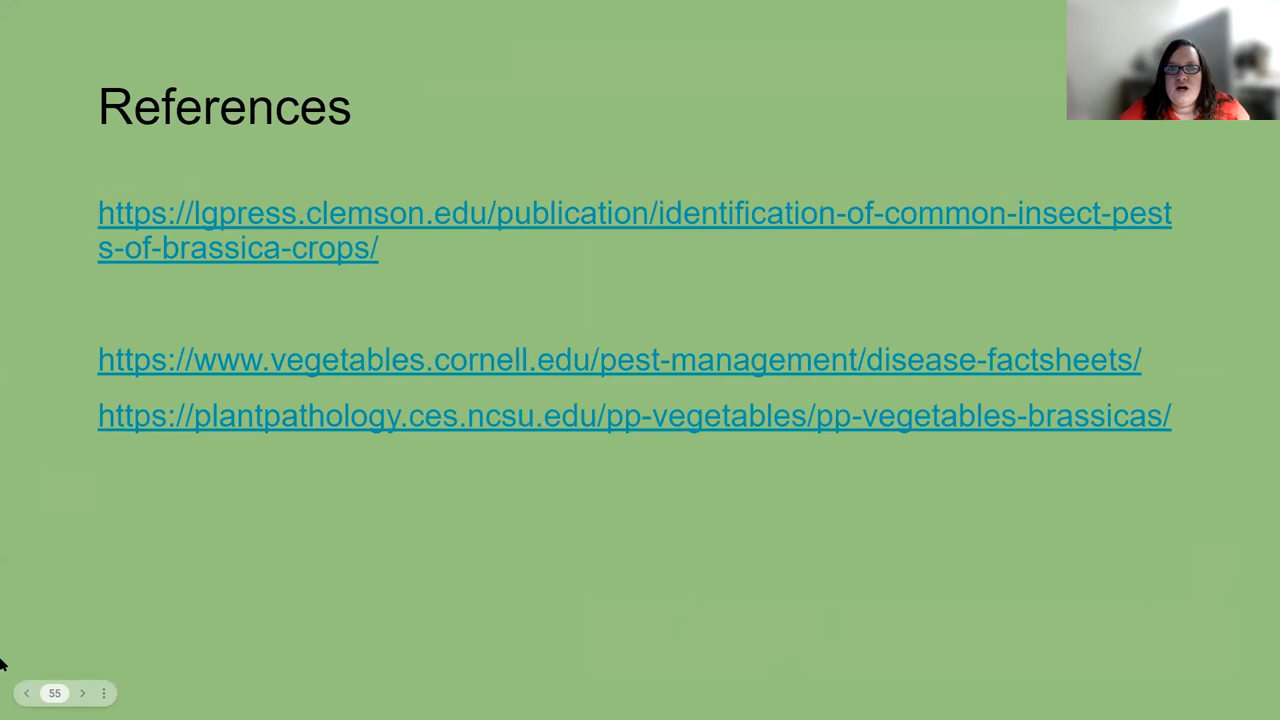 References
https://lgpress.clemson.edu/publication/identification-of-common-insect-pest
s-of-brassica-crops/
https://www.vegetables.cornell.edu/pest-management/disease-factsheets/
https://plantpathology.ces.ncsu.edu/pp-vegetables/pp-vegetables-brassicas/
55